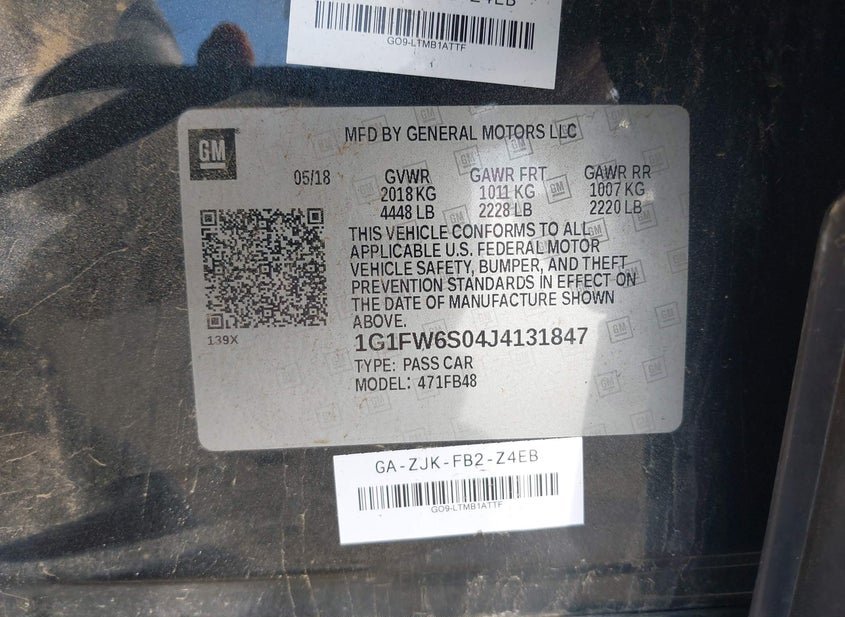 GO9-LTMB1ATTF
GM
MFD BY GENERAL MOTORS LLC
05/18
GVWR
2018 KG
4448 LB
GAWR FRT
1011 KG
2228 LB
GAWR RR
1007 KG
2220 LB
THIS VEHICLE CONFORMS TO ALL
APPLICABLE U.S. FEDERAL MOTOR
VEHICLE SAFETY, BUMPER, AND THEFT
PREVENTION STANDARDS IN EFFECT ON
THE DATE OF MANUFACTURE SHOWN
ABOVE.
139X
1G1FW6S04J4131847
TYPE: PASS CAR
MODEL: 471FB48
GA-ZJK-FB2-Z4EB
GO9-LTMB1ATTF